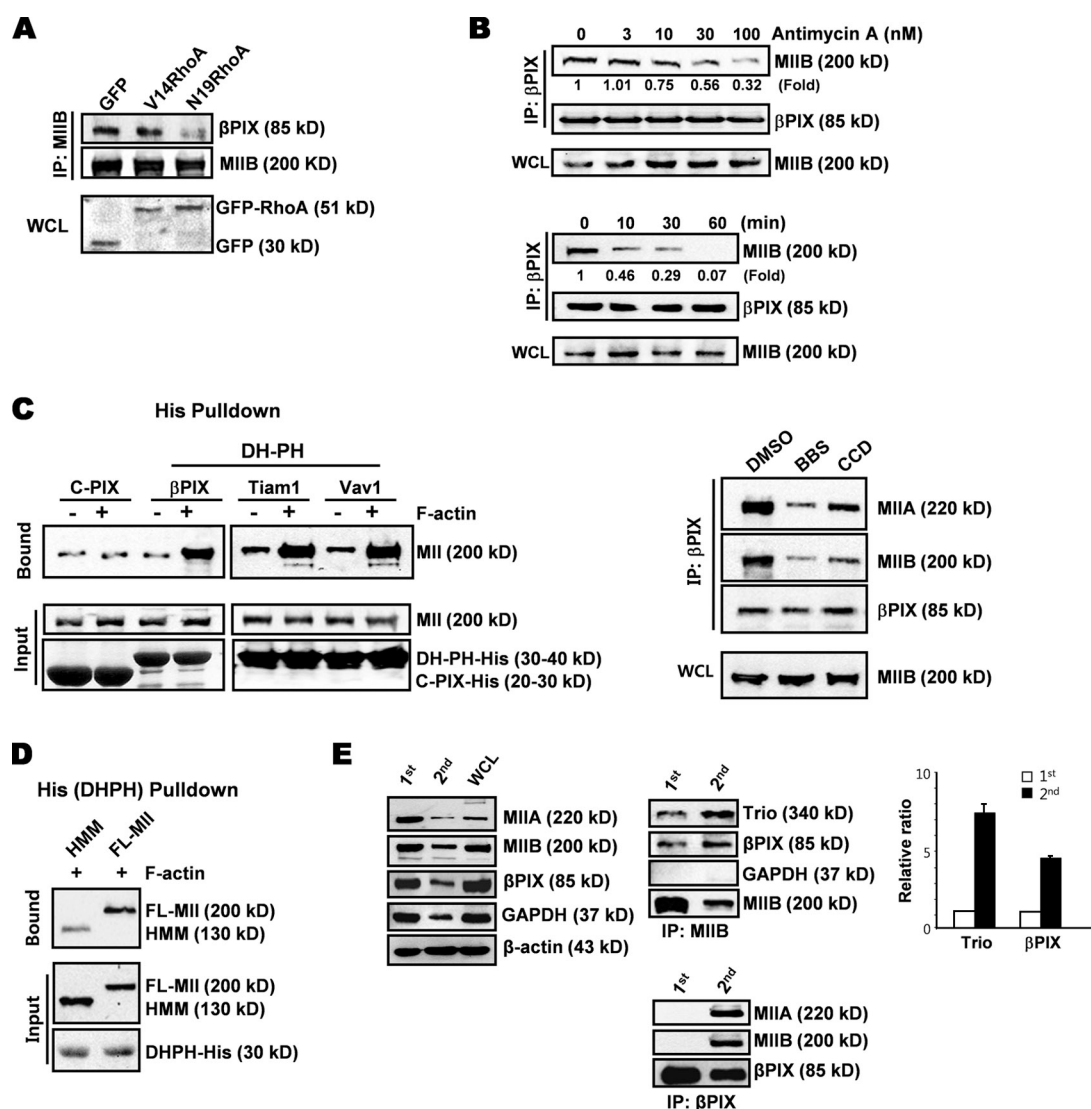 A
GFP
V14RhoA
N19RhoA
IP: MIIB
βPIX (85 kD)
MIIB (200 KD)
WCL
GFP-RhoA (51 kD)
GFP (30 kD)
B
0 3 10 30 100 Antimycin A (nM)
IP: βPIX
MIIB (200 kD)
1 1.01 0.75 0.56 0.32 (Fold)
βPIX (85 kD)
WCL MIIB (200 kD)
0 10 30 60 (min)
IP: βPIX
MIIB (200 kD)
1 0.46 0.29 0.07 (Fold)
βPIX (85 kD)
WCL MIIB (200 kD)
C
His Pulldown
DH-PH
C-PIX βPIX Tiam1 Vav1
- + - + - + - + F-actin
Bound
MII (200 kD)
Input
MII (200 kD)
DH-PH-His (30-40 kD)
C-PIX-His (20-30 kD)
DMSO
BBS
CCD
IP: βPIX
MIIA (220 kD)
MIIB (200 kD)
βPIX (85 kD)
WCL MIIB (200 kD)
D
His (DHPH) Pulldown
HMM
FL-MII
+ + F-actin
Bound
FL-MII (200 kD)
HMM (130 kD)
Input
FL-MII (200 kD)
HMM (130 kD)
DHPH-His (30 kD)
E
1st
2nd
WCL
MIIA (220 kD)
MIIB (200 kD)
βPIX (85 kD)
GAPDH (37 kD)
β-actin (43 kD)
1st
2nd
Trio (340 kD)
βPIX (85 kD)
GAPDH (37 kD)
MIIB (200 kD)
IP: MIIB
1st
2nd
MIIA (220 kD)
MIIB (200 kD)
βPIX (85 kD)
IP: βPIX
1st
2nd
Relative ratio
10
5
0
Trio βPIX